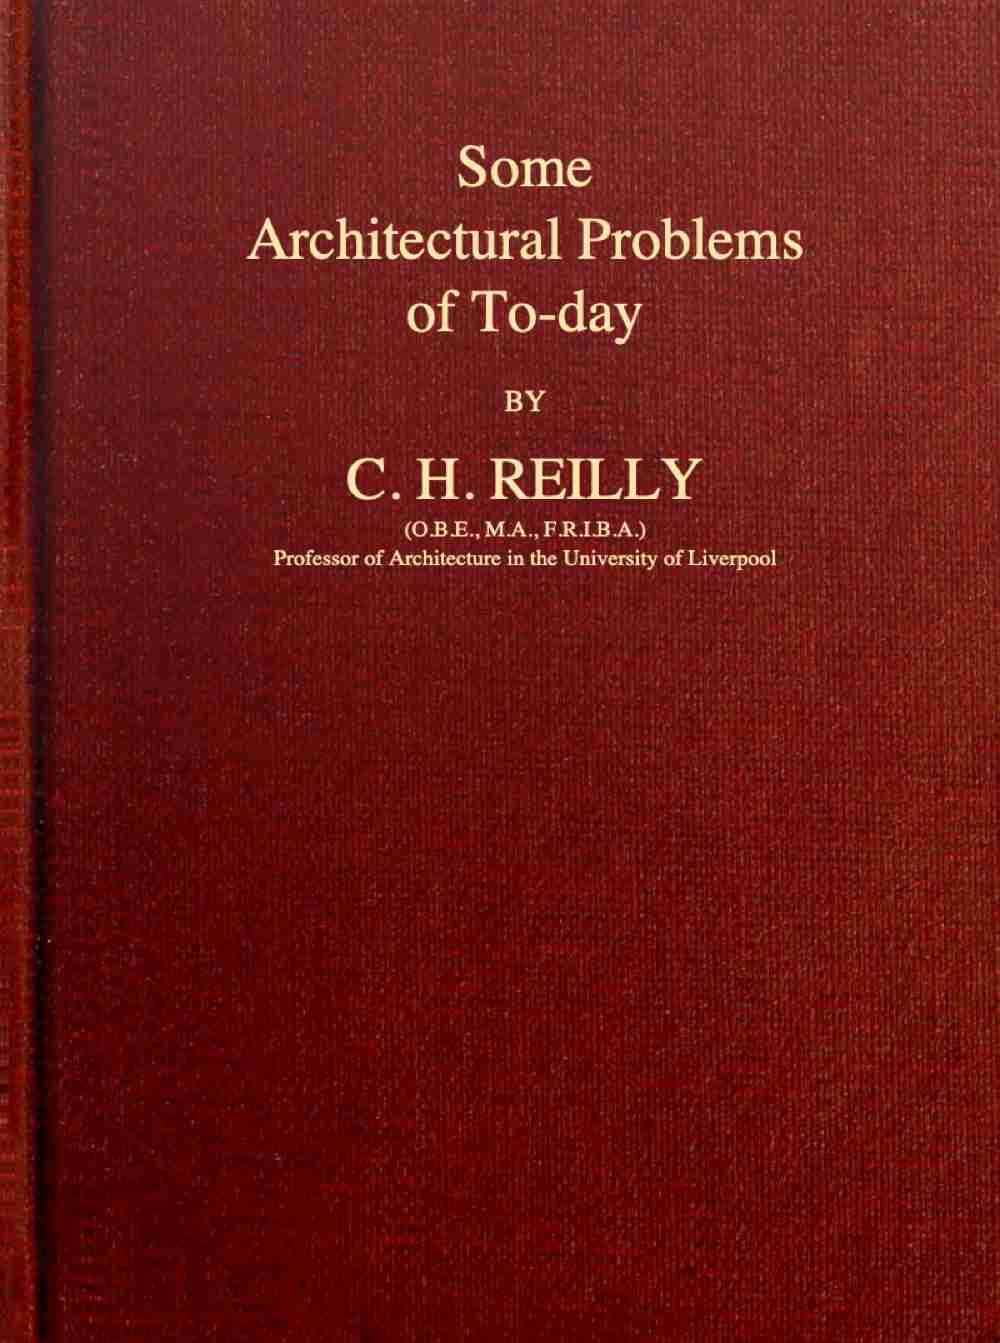 Some
Architectural Problems
of To-day
BY
C. H. REILLY
(O.B.E., M.A., F.R.I.B.A.)
Professor of Architecture in the University of Liverpool